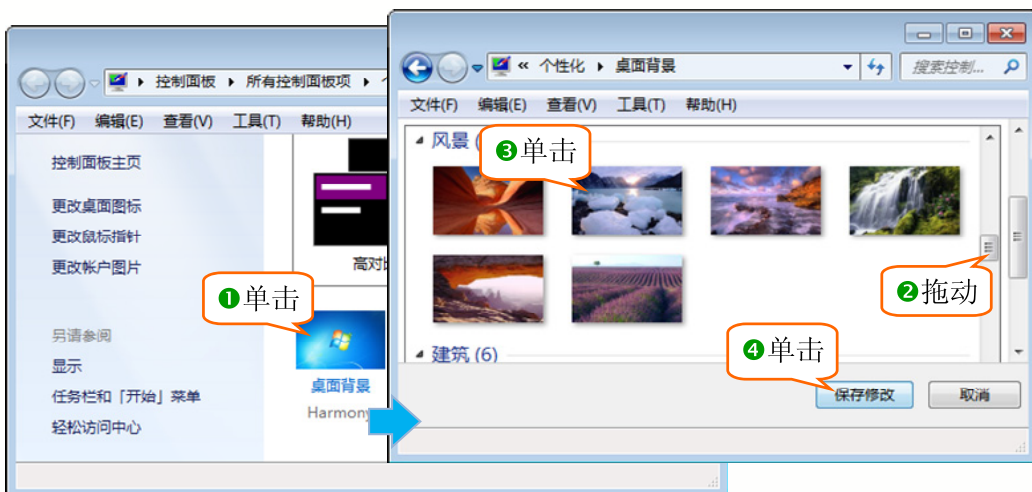 控制面板 ▶ 所有控制面板项 ▶
文件(F) 编辑(E) 查看(V) 工具(T) 帮助(H)
控制面板主页
更改桌面图标
更改鼠标指针
更改帐户图片
另请参阅
显示
任务栏和「开始」菜单
轻松访问中心
高对比
❶单击
桌面背景
Harmony
« 个性化 ▶ 桌面背景
搜索控制...
文件(F) 编辑(E) 查看(V) 工具(T) 帮助(H)
风景 (
❸单击
❷拖动
建筑 (6)
❹单击
保存修改 取消